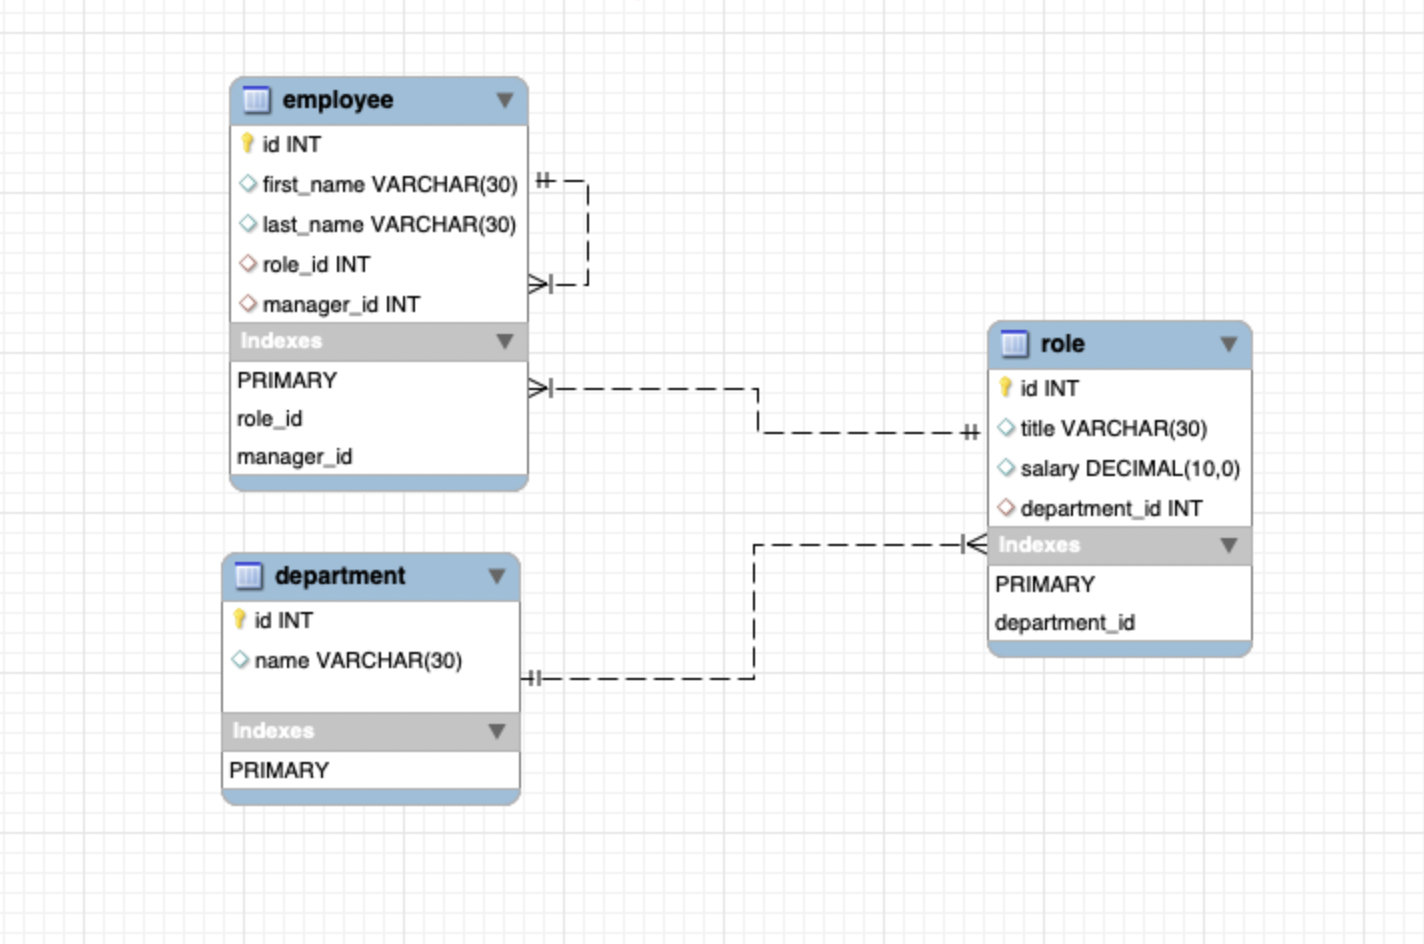 employee
id INT
first_name VARCHAR(30)
last_name VARCHAR(30)
role_id INT
manager_id INT
Indexes
PRIMARY
role_id
manager_id
role
id INT
title VARCHAR(30)
salary DECIMAL(10,0)
department_id INT
Indexes
PRIMARY
department_id
department
id INT
name VARCHAR(30)
Indexes
PRIMARY